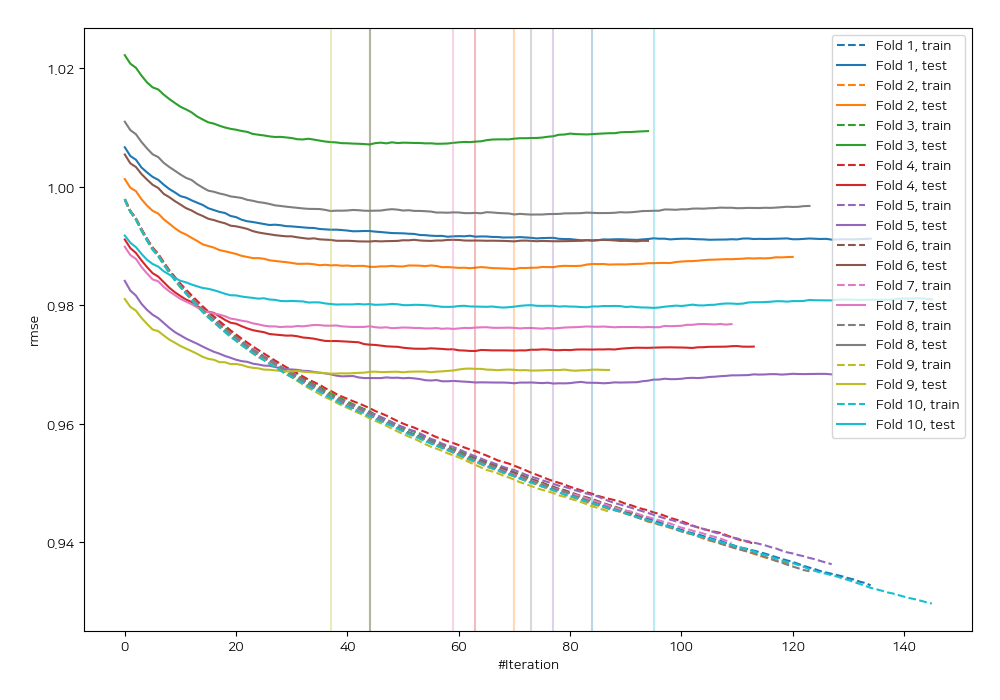 1.02
1.00
0.98
0.96
0.94
rmse
0
20
40
60
80
100
120
140
#Iteration
Fold 1, train
Fold 1, test
Fold 2, train
Fold 2, test
Fold 3, train
Fold 3, test
Fold 4, train
Fold 4, test
Fold 5, train
Fold 5, test
Fold 6, train
Fold 6, test
Fold 7, train
Fold 7, test
Fold 8, train
Fold 8, test
Fold 9, train
Fold 9, test
Fold 10, train
Fold 10, test